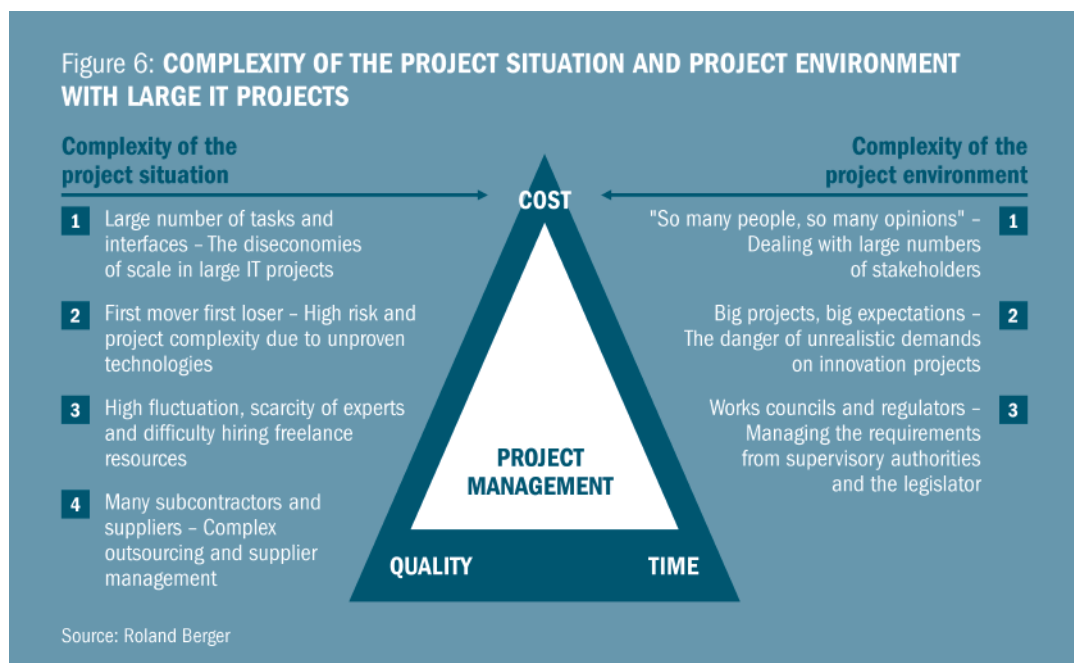 Figure 6: COMPLEXITY OF THE PROJECT SITUATION AND PROJECT ENVIRONMENT
WITH LARGE IT PROJECTS
Complexity of the
project situation
1 Large number of tasks and
interfaces – The diseconomies
of scale in large IT projects
2 First mover first loser – High risk and
project complexity due to unproven
technologies
3 High fluctuation, scarcity of experts
and difficulty hiring freelance
resources
4 Many subcontractors and
suppliers – Complex
outsourcing and supplier
management
COST
PROJECT
MANAGEMENT
QUALITY
TIME
Complexity of the
project environment
"So many people, so many opinions" – 1
Dealing with large numbers
of stakeholders
Big projects, big expectations – 2
The danger of unrealistic demands
on innovation projects
Works councils and regulators – 3
Managing the requirements
from supervisory authorities
and the legislator
Source: Roland Berger